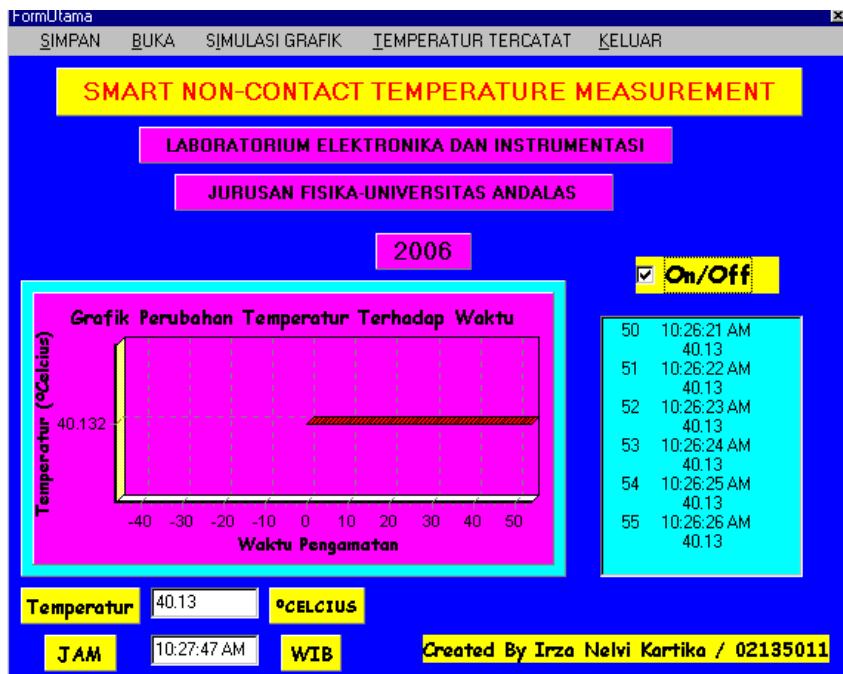 FormUtama
SIMPAN BUKA SIMULASI GRAFIK TEMPERATUR TERCATAT KELUAR
SMART NON-CONTACT TEMPERATURE MEASUREMENT
LABORATORIUM ELEKTRONIKA DAN INSTRUMENTASI
JURUSAN FISIKA-UNIVERSITAS ANDALAS
2006
On/Off
Grafik Perubahan Temperatur Terhadap Waktu
Temperatur (ºCelcius)
40.132
-40 -30 -20 -10 0 10 20 30 40 50
Waktu Pengamatan
50 10:26:21 AM
40.13
51 10:26:22 AM
40.13
52 10:26:23 AM
40.13
53 10:26:24 AM
40.13
54 10:26:25 AM
40.13
55 10:26:26 AM
40.13
Temperatur 40.13 ºCELCIUS
JAM 10:27:47 AM WIB
Created By Irza Nelvi Kartika / 02135011